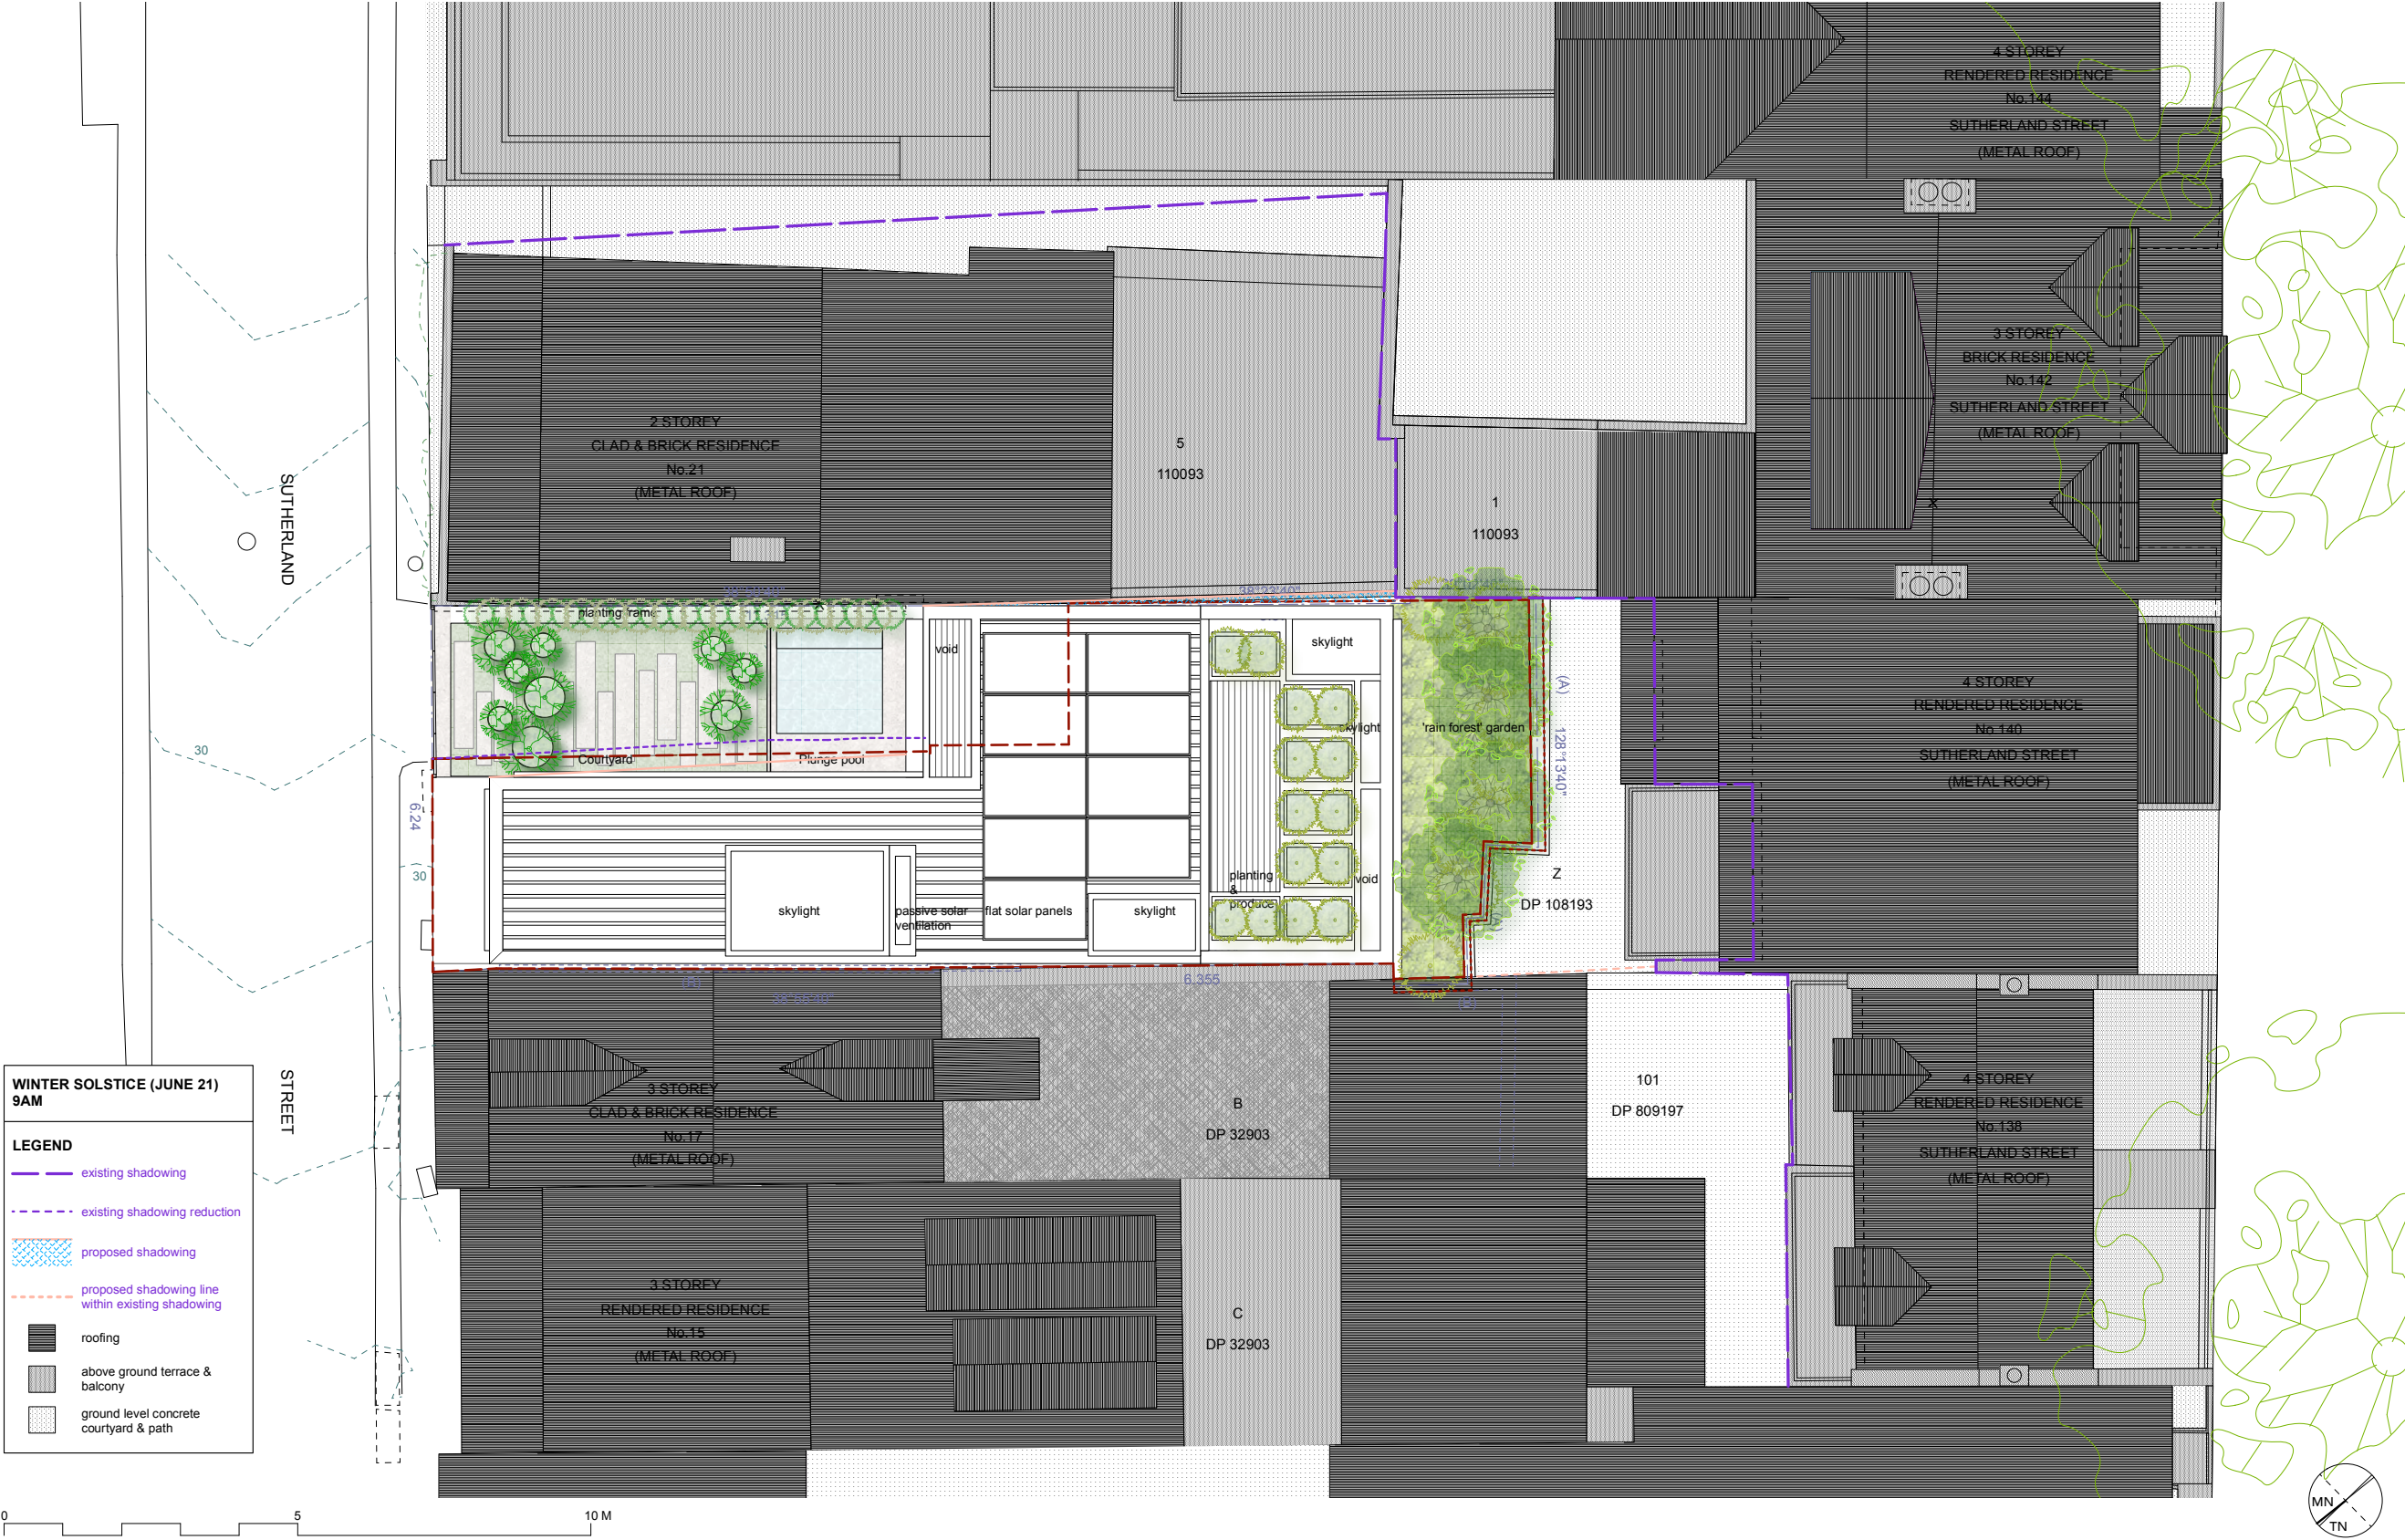 4 STOREY
RENDERED RESIDENCE
No.144
SUTHERLAND STREET
(METAL ROOF)
3 STOREY
BRICK RESIDENCE
No.142
SUTHERLAND STREET
(METAL ROOF)
2 STOREY
CLAD & BRICK RESIDENCE
No.21
(METAL ROOF)
5
110093
1
110093
SUTHERLAND
38°23'40"
planting frame
void
skylight
skylight
'rain forest' garden
(A)
128°13'40"
4 STOREY
RENDERED RESIDENCE
No.140
SUTHERLAND STREET
(METAL ROOF)
30
Courtyard
Plunge pool
6.24
30
skylight
passive solar
ventilation
flat solar panels
skylight
planting
&
produce
void
Z
DP 108193
6.355
3 STOREY
CLAD & BRICK RESIDENCE
No.17
(METAL ROOF)
B
DP 32903
101
DP 809197
4 STOREY
RENDERED RESIDENCE
No.138
SUTHERLAND STREET
(METAL ROOF)
STREET
3 STOREY
RENDERED RESIDENCE
No.15
(METAL ROOF)
C
DP 32903
WINTER SOLSTICE (JUNE 21)
9AM
LEGEND
existing shadowing
existing shadowing reduction
proposed shadowing
proposed shadowing line
within existing shadowing
roofing
above ground terrace &
balcony
ground level concrete
courtyard & path
0 5 10 M
MN
TN